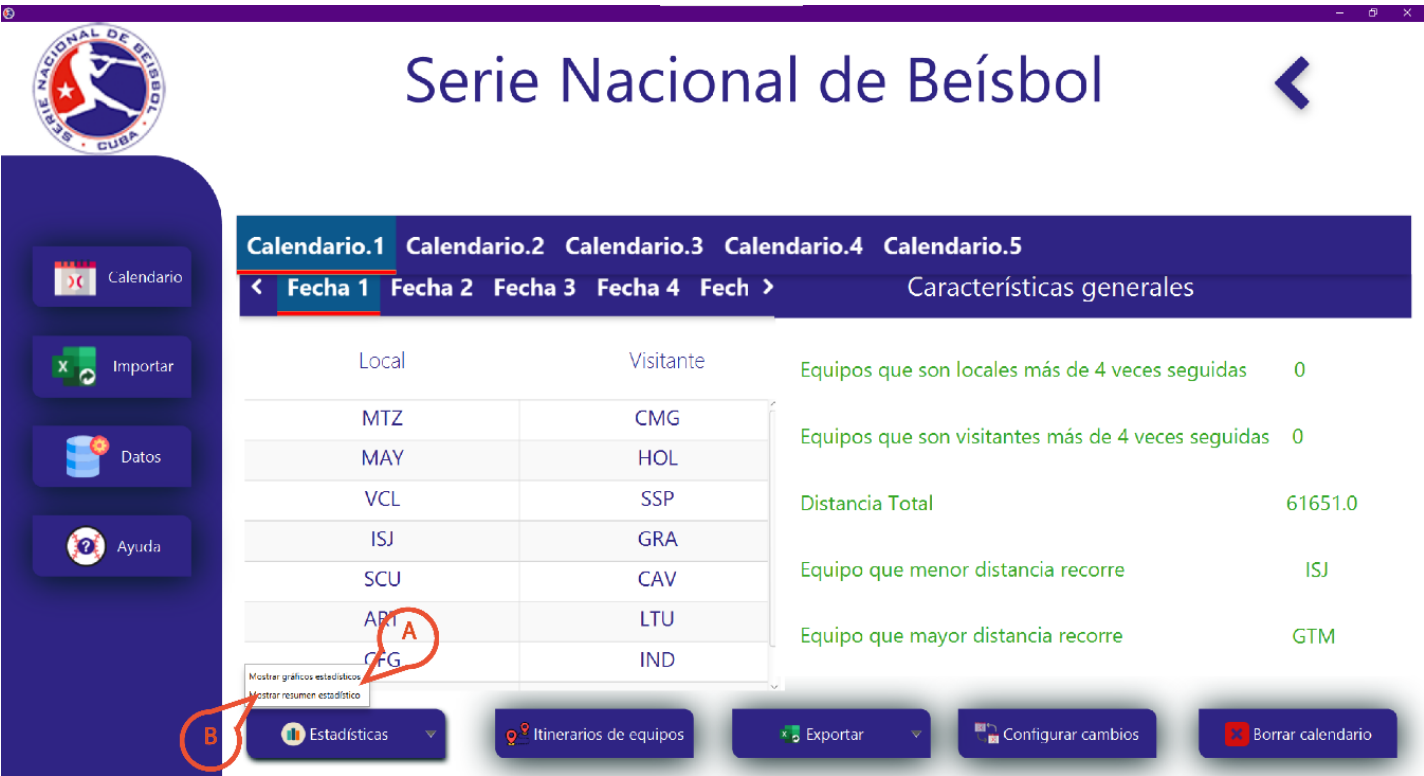 SERIE NACIONAL DE BEISBOL · CUBA ·
Serie Nacional de Beísbol
Calendario
Importar
Datos
Ayuda
Calendario.1 Calendario.2 Calendario.3 Calendario.4 Calendario.5
Fecha 1 Fecha 2 Fecha 3 Fecha 4 Fech
Características generales
Local Visitante
MTZ CMG
MAY HOL
VCL SSP
ISJ GRA
SCU CAV
ART LTU
CFG IND
Equipos que son locales más de 4 veces seguidas 0
Equipos que son visitantes más de 4 veces seguidas 0
Distancia Total 61651.0
Equipo que menor distancia recorre ISJ
Equipo que mayor distancia recorre GTM
A
Mostrar gráficos estadísticos
Mostrar resumen estadístico
B
Estadísticas
Itinerarios de equipos
Exportar
Configurar cambios
Borrar calendario